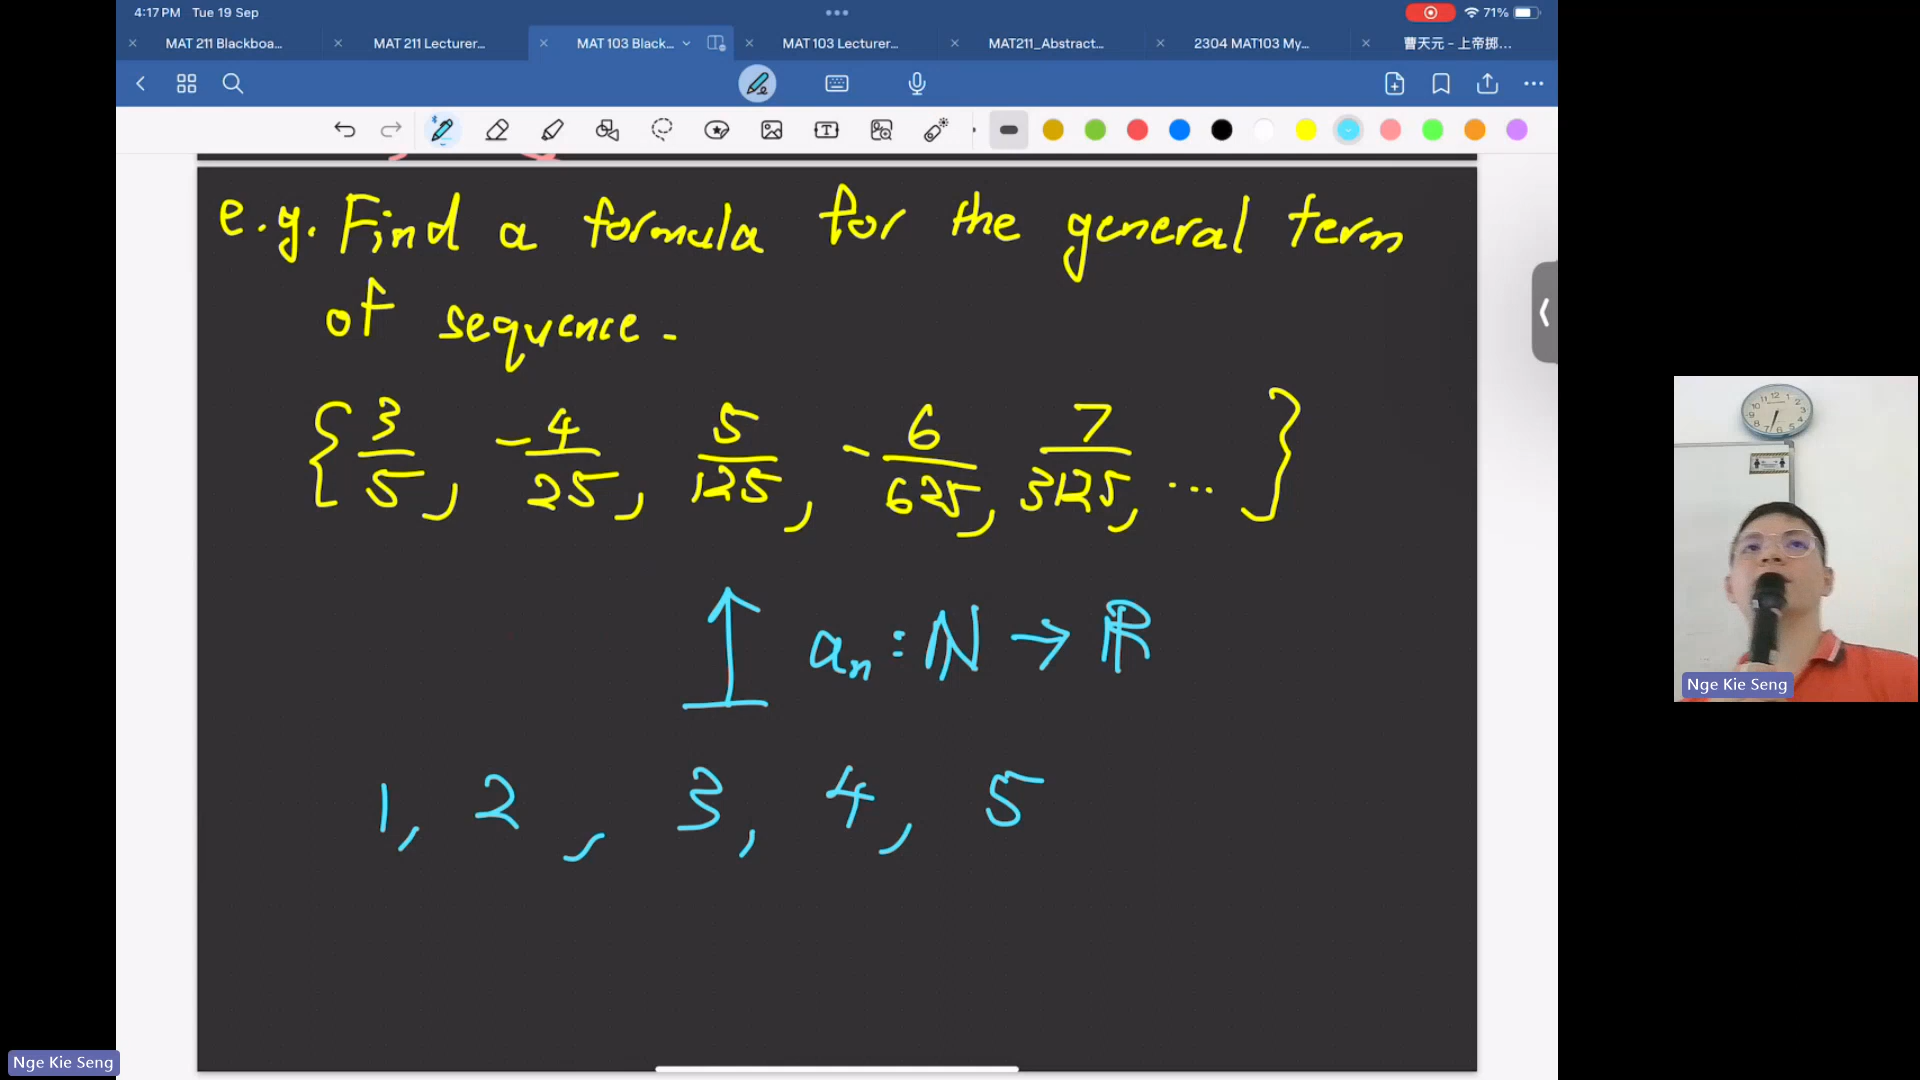 4:17 PM Tue 19 Sep
71%
MAT 211 Blackboa...
MAT 211 Lecturer...
MAT 103 Black...
MAT 103 Lecturer...
MAT211_Abstract...
2304 MAT103 My...
曹天元 - 上帝掷...
e.g. Find a formula for the general term
of sequence.
{3/5, -4/25, 5/125, -6/625, 7/3125, ... }
↑ aₙ : ℕ → ℝ
1, 2, 3, 4, 5
Nge Kie Seng
Nge Kie Seng